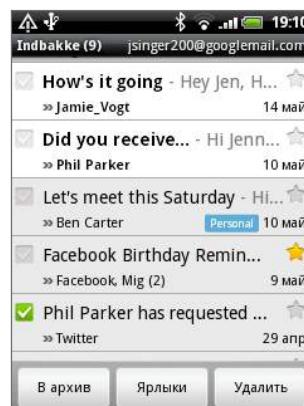 19:10
Indbakke (9) jsinger200@googlemail.com
How's it going - Hey Jen, H...
» Jamie_Vogt 14 май
Did you receive... - Hi Jenn...
» Phil Parker 10 май
Let's meet this Saturday - Hi...
» Ben Carter Personal 10 май
Facebook Birthday Remin...
» Facebook, Mig (2) 9 май
Phil Parker has requested ...
» Twitter 29 апр
В архив Ярлыки Удалить